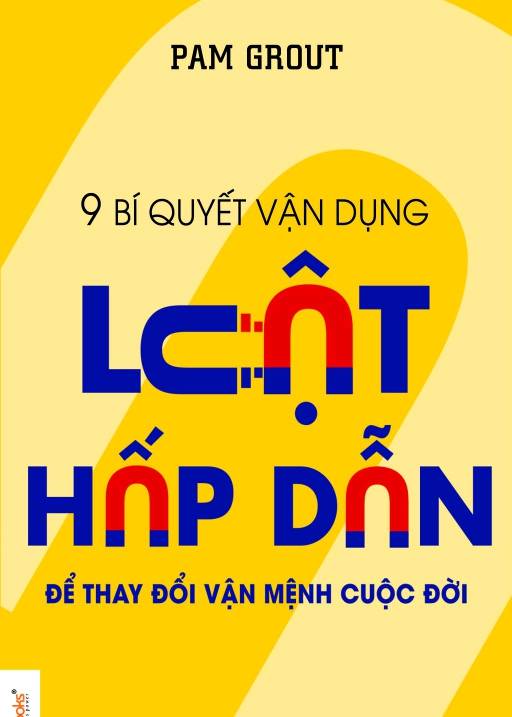 PAM GROUT
9 BÍ QUYẾT VẬN DỤNG
LUẬT
HẤP DẪN
ĐỂ THAY ĐỔI VẬN MỆNH CUỘC ĐỜI